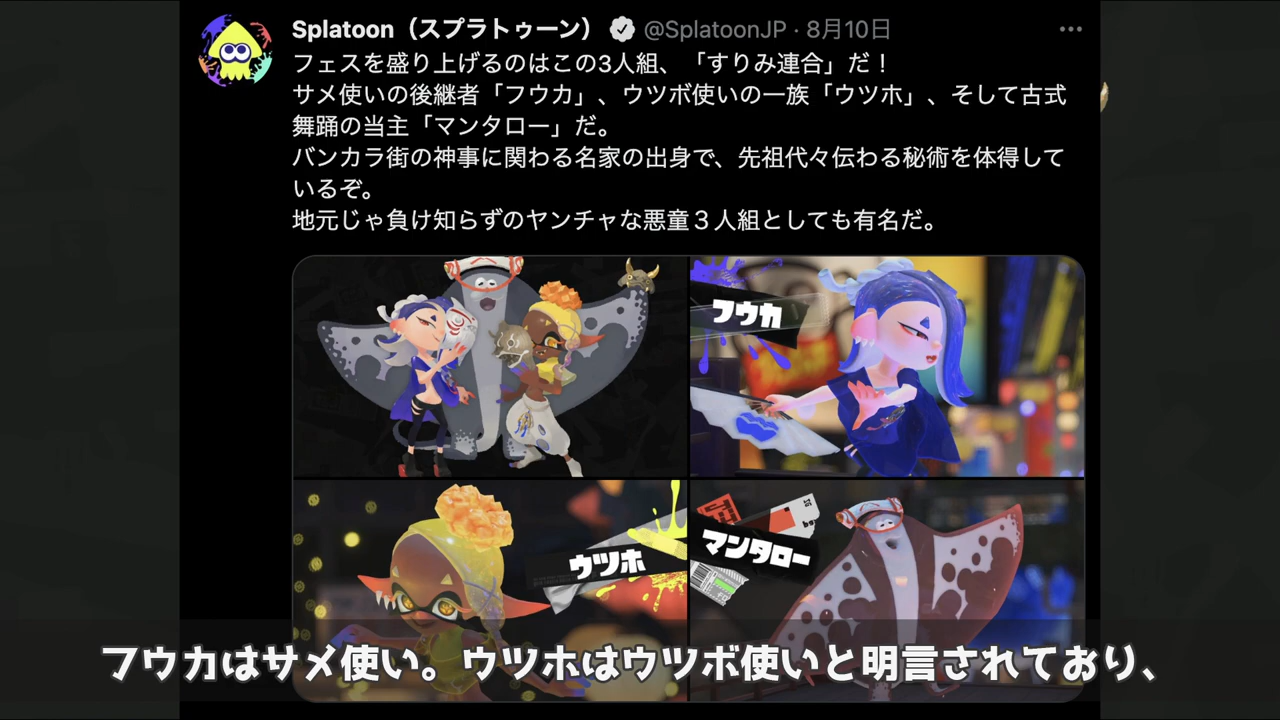 Splatoon（スプラトゥーン） @SplatoonJP · 8月10日
フェスを盛り上げるのはこの3人組、「すりみ連合」だ！
サメ使いの後継者「フウカ」、ウツボ使いの一族「ウツホ」、そして古式
舞踊の当主「マンタロー」だ。
バンカラ街の神事に関わる名家の出身で、先祖代々伝わる秘術を体得して
いるぞ。
地元じゃ負け知らずのヤンチャな悪童３人組としても有名だ。
フウカ
ウツホ
マンタロー
フウカはサメ使い。ウツホはウツボ使いと明言されており、